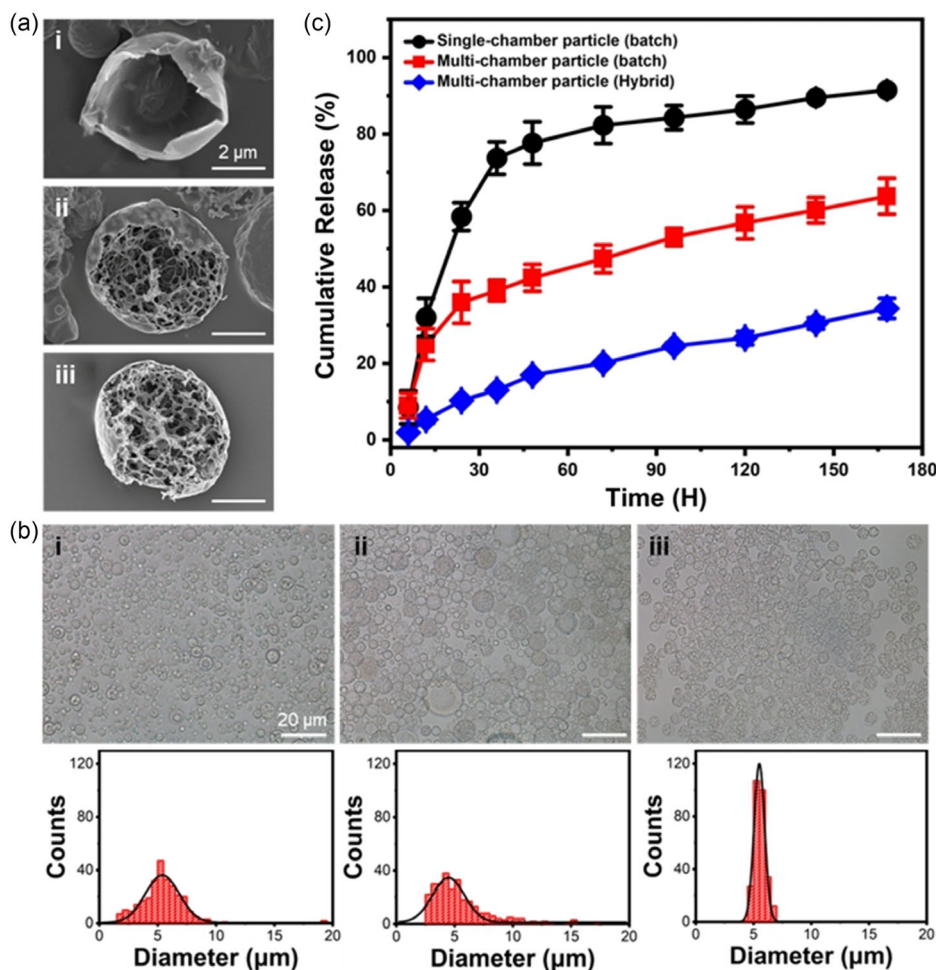 (a)
i
2 µm
ii
iii
(c)
Single-chamber particle (batch)
Multi-chamber particle (batch)
Multi-chamber particle (Hybrid)
Cumulative Release (%)
100
80
60
40
20
0
0 30 60 90 120 150 180
Time (H)
(b)
i
20 µm
ii
iii
Counts
120
80
40
0
0 5 10 15 20
Diameter (µm)
Counts
120
80
40
0
0 5 10 15 20
Diameter (µm)
Counts
120
80
40
0
0 5 10 15 20
Diameter (µm)